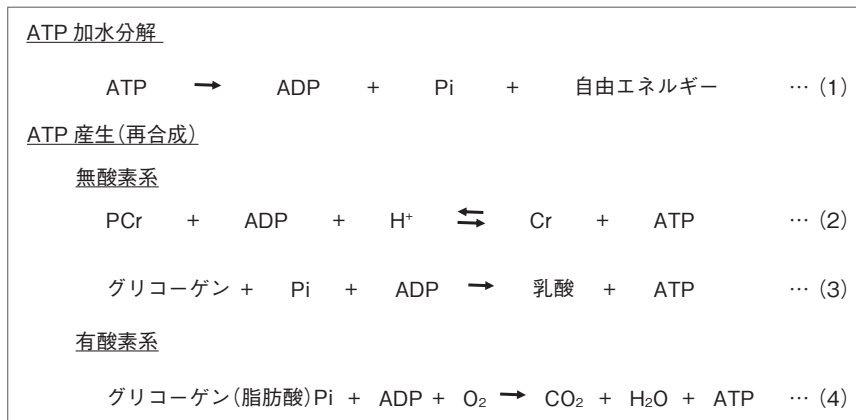 ATP 加水分解
ATP → ADP + Pi + 自由エネルギー … (1)
ATP 産生(再合成)
無酸素系
PCr + ADP + H⁺ ⇆ Cr + ATP … (2)
グリコーゲン + Pi + ADP → 乳酸 + ATP … (3)
有酸素系
グリコーゲン(脂肪酸)Pi + ADP + O₂ → CO₂ + H₂O + ATP … (4)